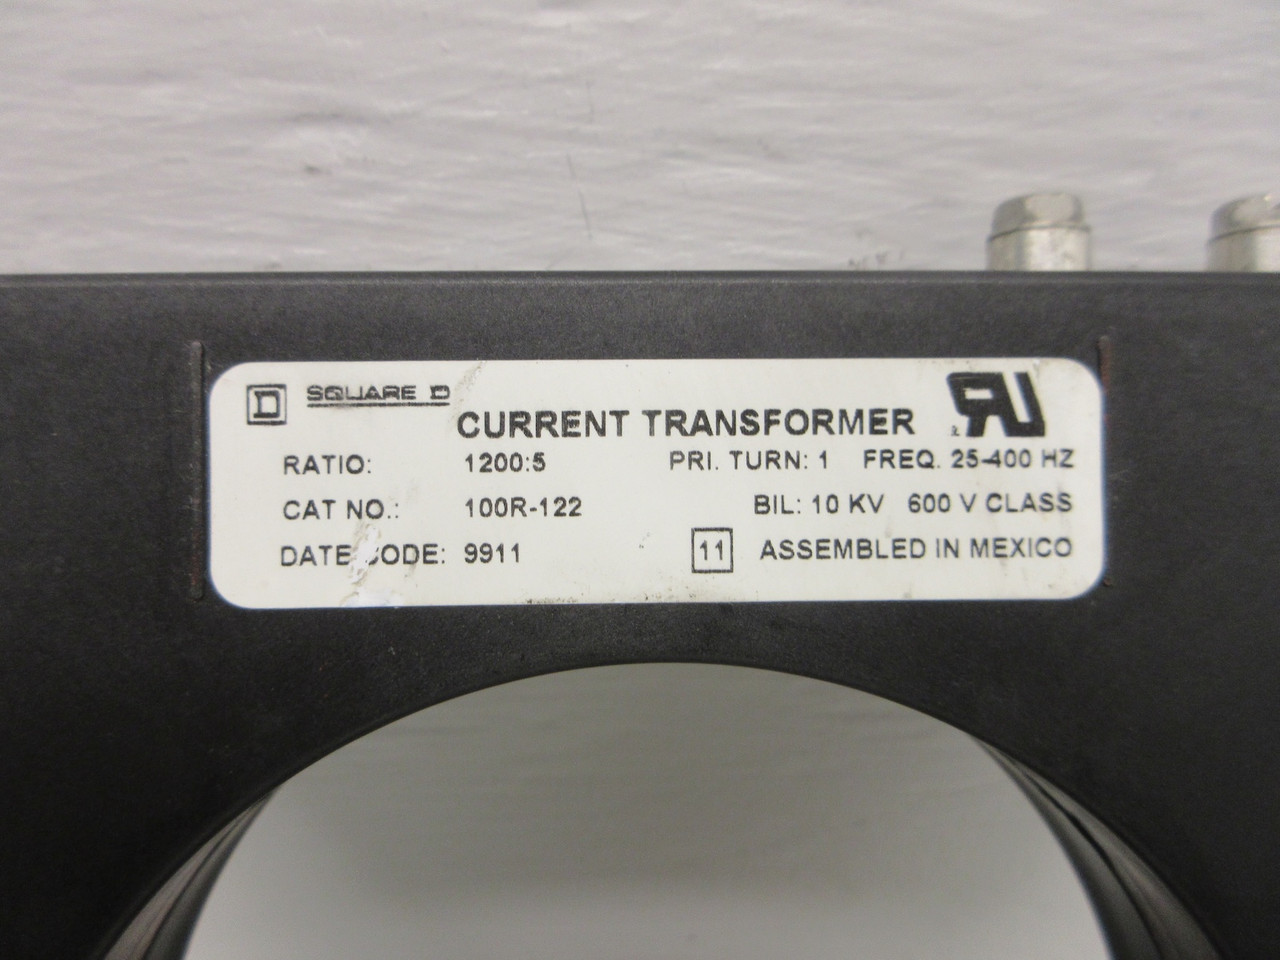 D SQUARE D
CURRENT TRANSFORMER
RATIO: 1200:5 PRI. TURN: 1 FREQ. 25-400 HZ
CAT NO.: 100R-122 BIL: 10 KV 600 V CLASS
DATE CODE: 9911 11 ASSEMBLED IN MEXICO